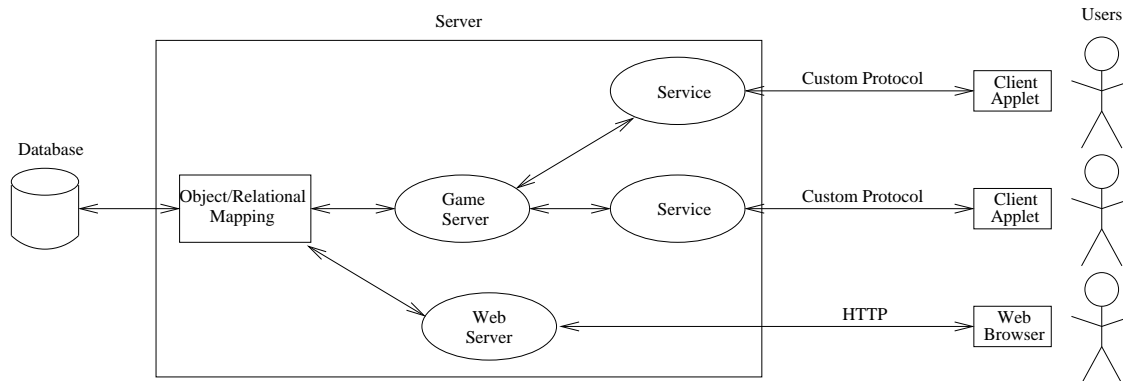 Server
Users
Service
Custom Protocol
Client
Applet
Database
Object/Relational
Mapping
Game
Server
Service
Custom Protocol
Client
Applet
Web
Server
HTTP
Web
Browser